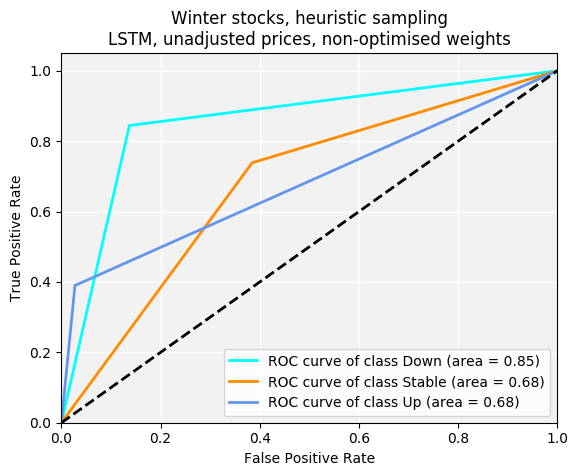 Winter stocks, heuristic sampling
LSTM, unadjusted prices, non-optimised weights
True Positive Rate
1.0
0.8
0.6
0.4
0.2
0.0
ROC curve of class Down (area = 0.85)
ROC curve of class Stable (area = 0.68)
ROC curve of class Up (area = 0.68)
0.0 0.2 0.4 0.6 0.8 1.0
False Positive Rate